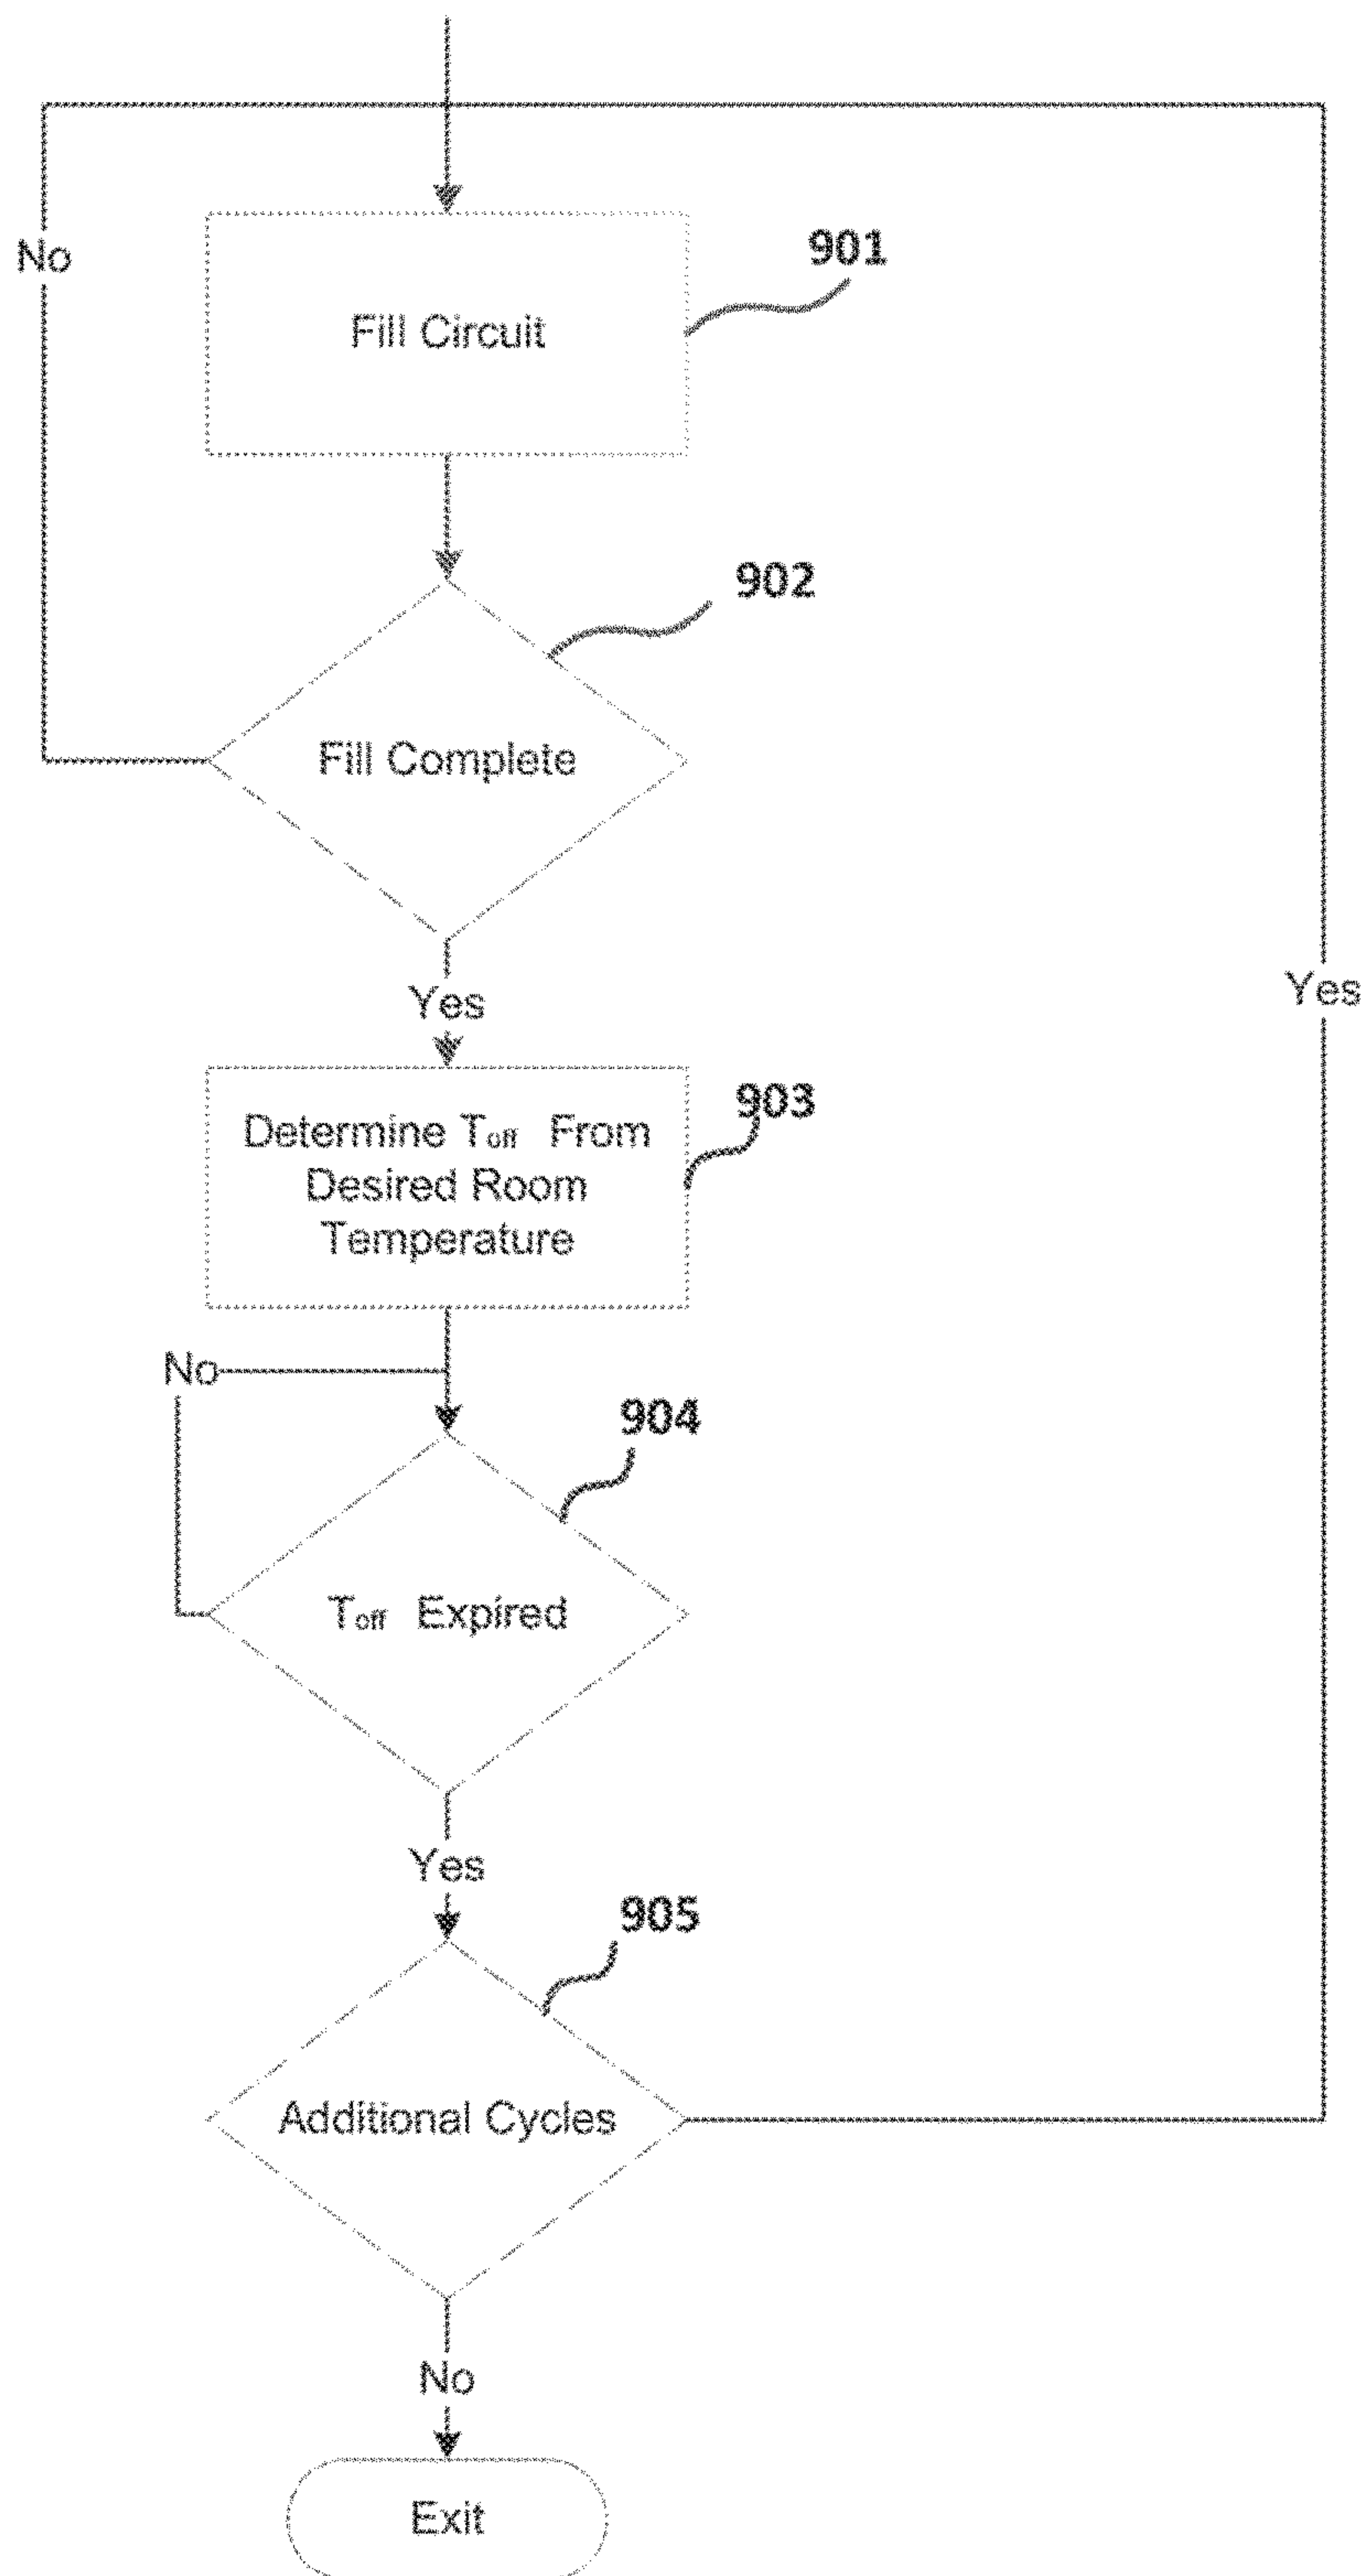 No
901
Fill Circuit
902
Fill Complete
Yes
Yes
903
Determine Toff From
Desired Room
Temperature
No
904
Toff Expired
Yes
905
Additional Cycles
No
Exit